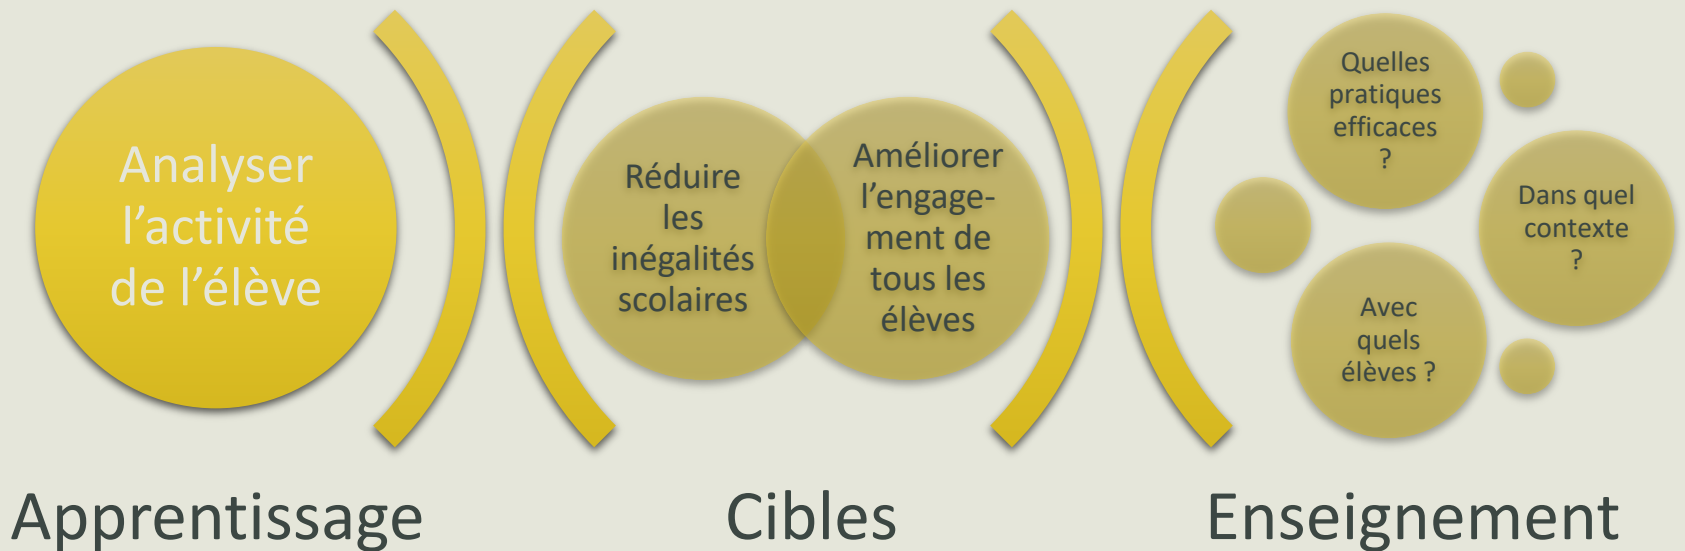 Analyser
l’activité
de l’élève
Réduire
les
inégalités
scolaires
Améliorer
l’engage-
ment de
tous les
élèves
Quelles
pratiques
efficaces
?
Dans quel
contexte
?
Avec
quels
élèves ?
Apprentissage
Cibles
Enseignement